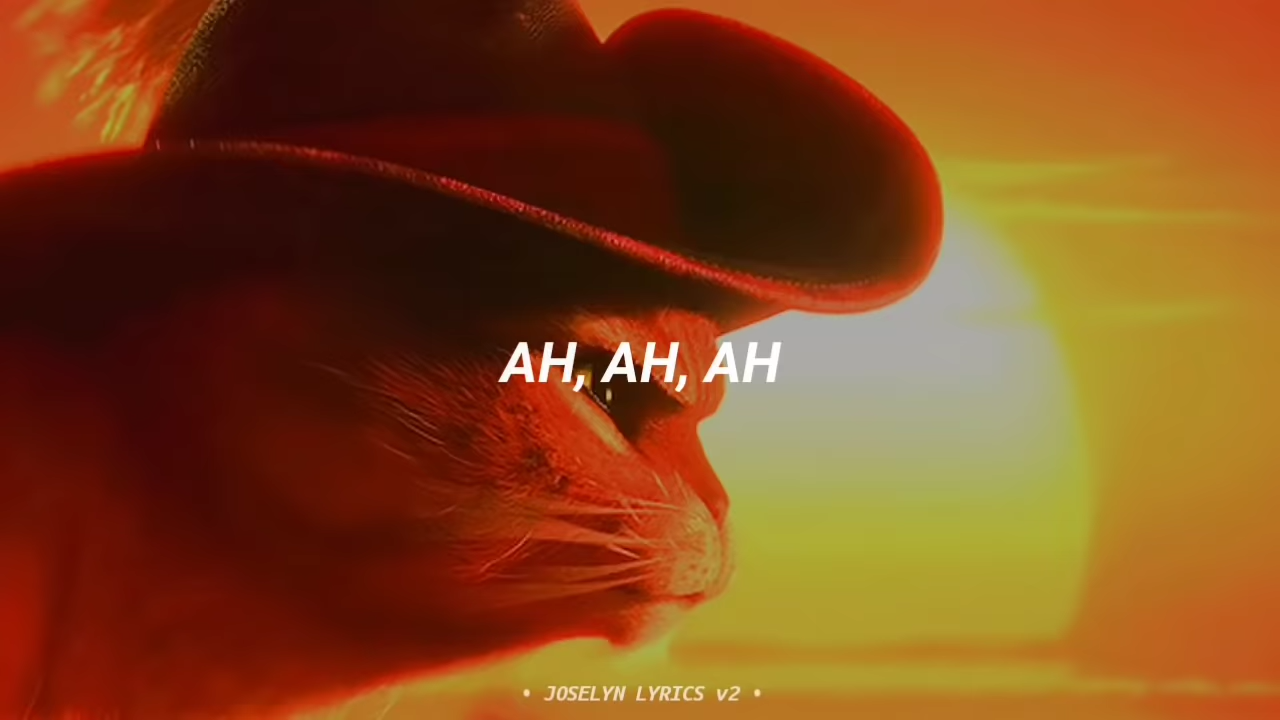 AH, AH, AH
• JOSELYN LYRICS v2 •